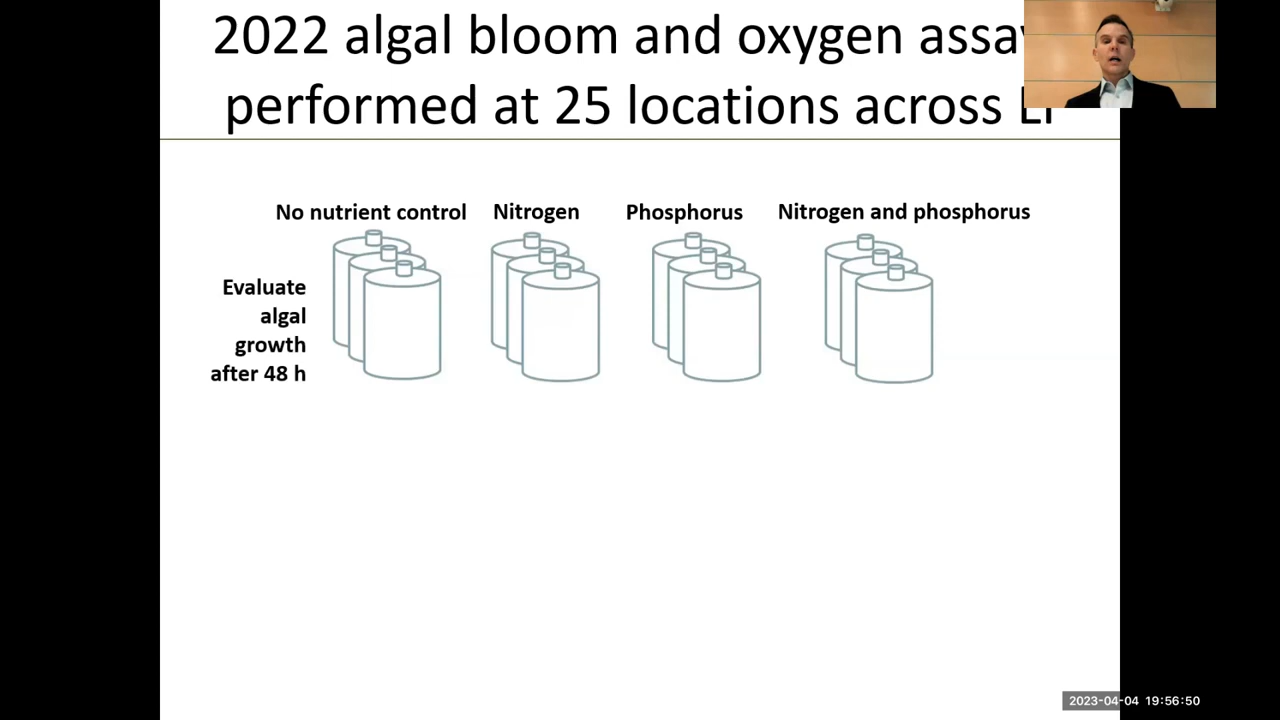 2022 algal bloom and oxygen
performed at 25 locations across
No nutrient control Nitrogen Phosphorus Nitrogen and phosphorus
Evaluate
algal
growth
after 48 h
2023-04-04 19:56:50